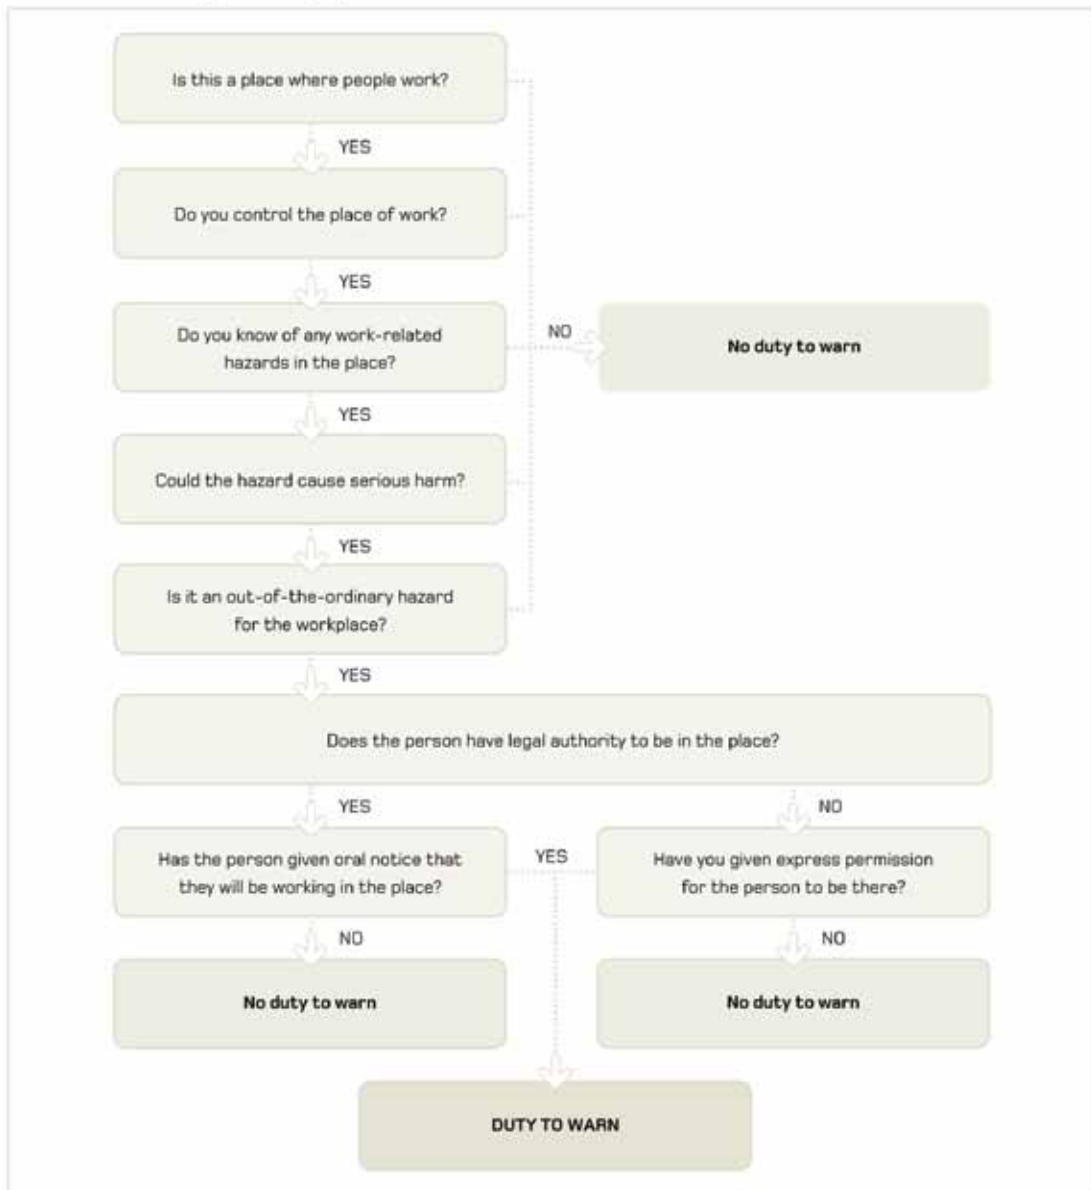 Is this a place where people work?
YES
Do you control the place of work?
YES
Do you know of any work-related
hazards in the place?
NO
No duty to warn
YES
Could the hazard cause serious harm?
YES
Is it an out-of-the-ordinary hazard
for the workplace?
YES
Does the person have legal authority to be in the place?
YES
NO
Has the person given oral notice that
they will be working in the place?
YES
Have you given express permission
for the person to be there?
NO
NO
No duty to warn
No duty to warn
DUTY TO WARN